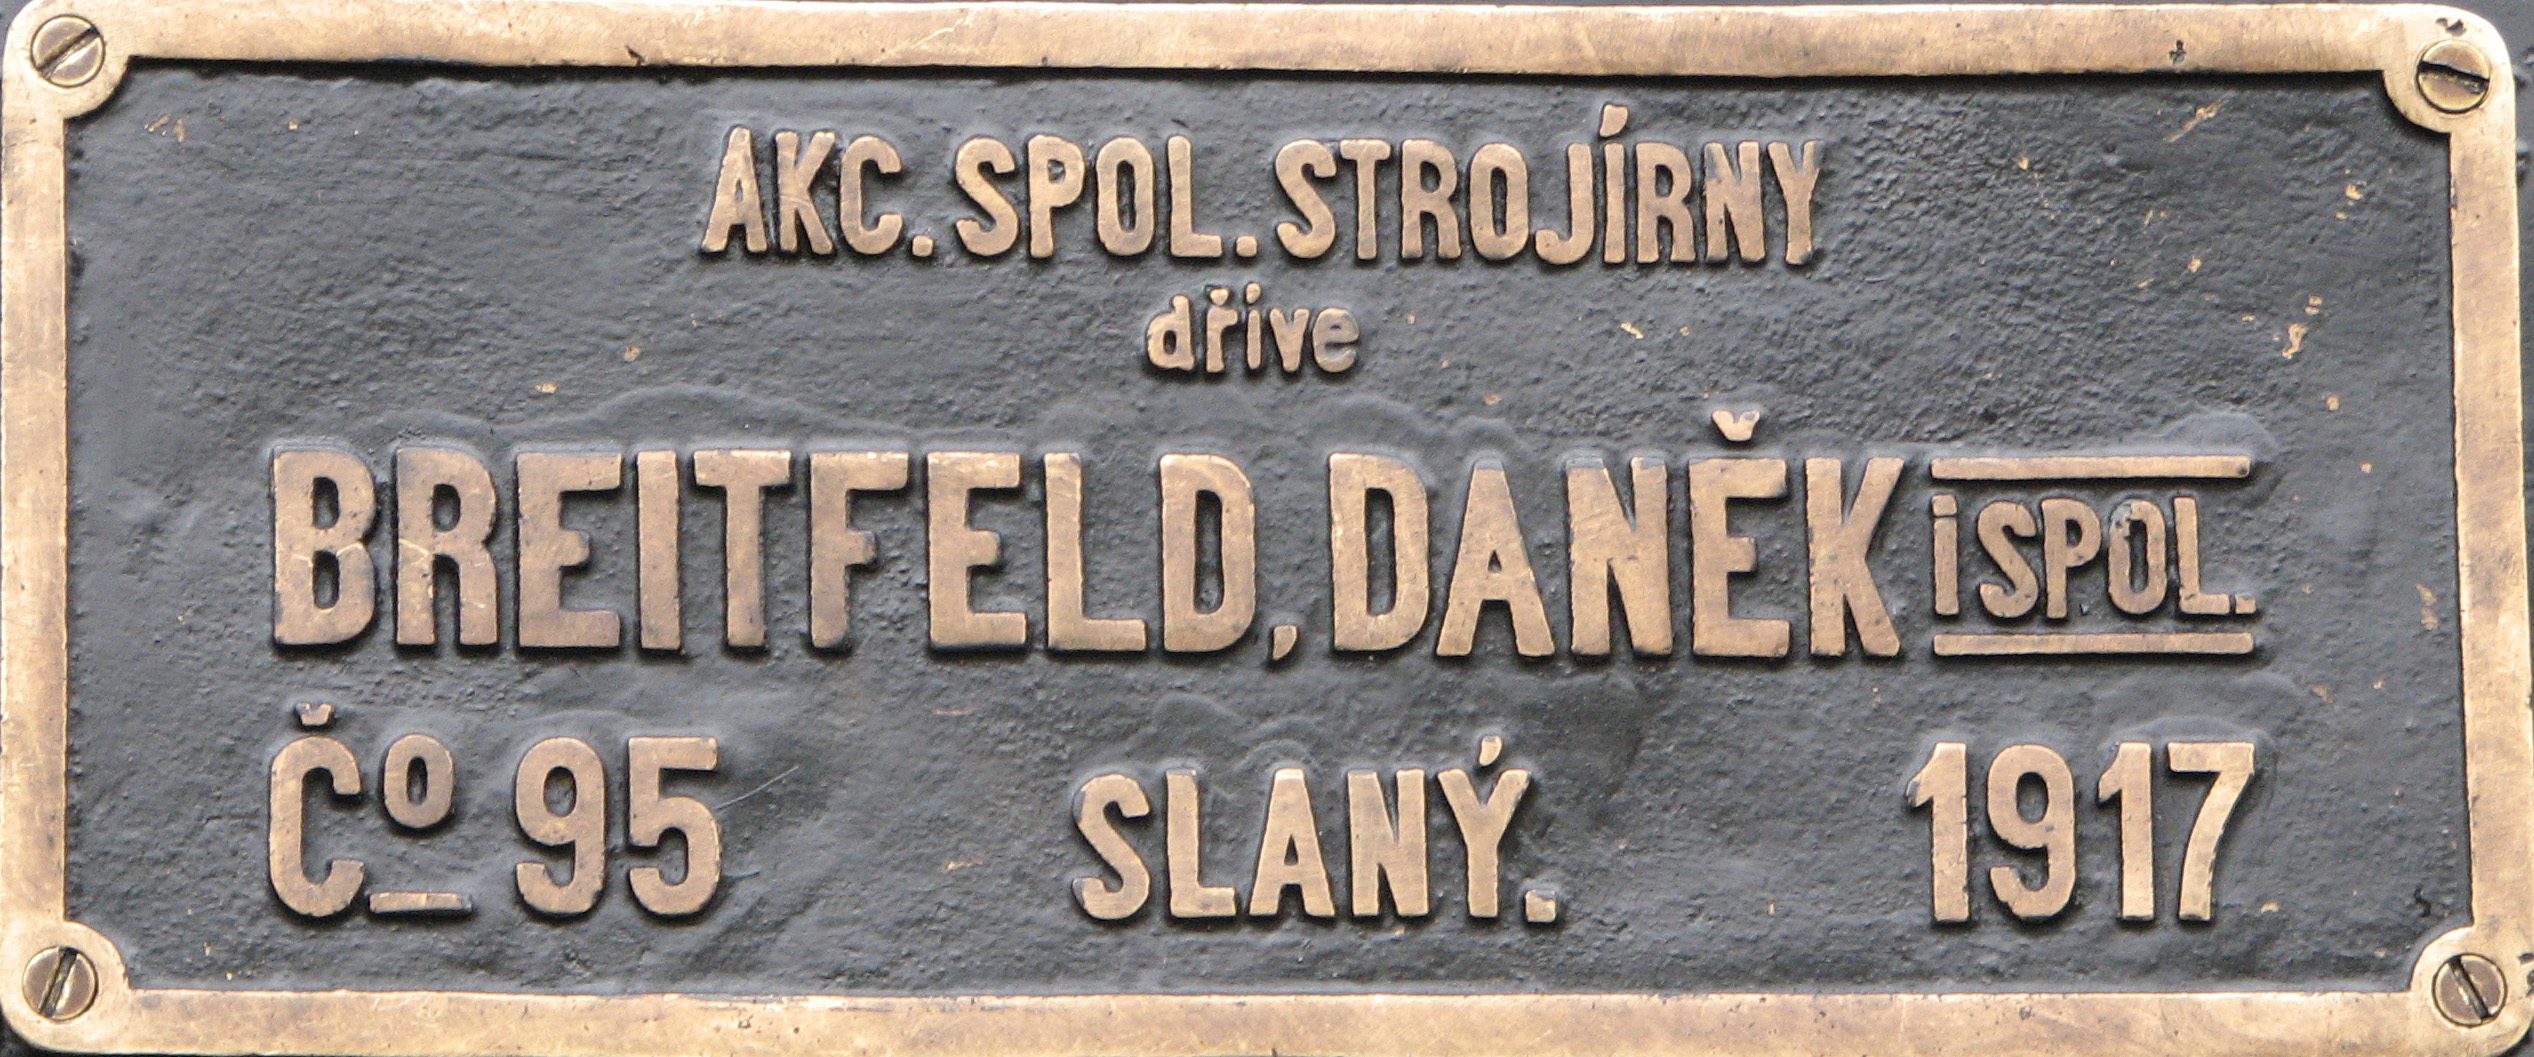 AKC. SPOL. STROJÍRNY
dříve
BREITFELD, DANĚK i SPOL.
Čo 95 SLANÝ. 1917